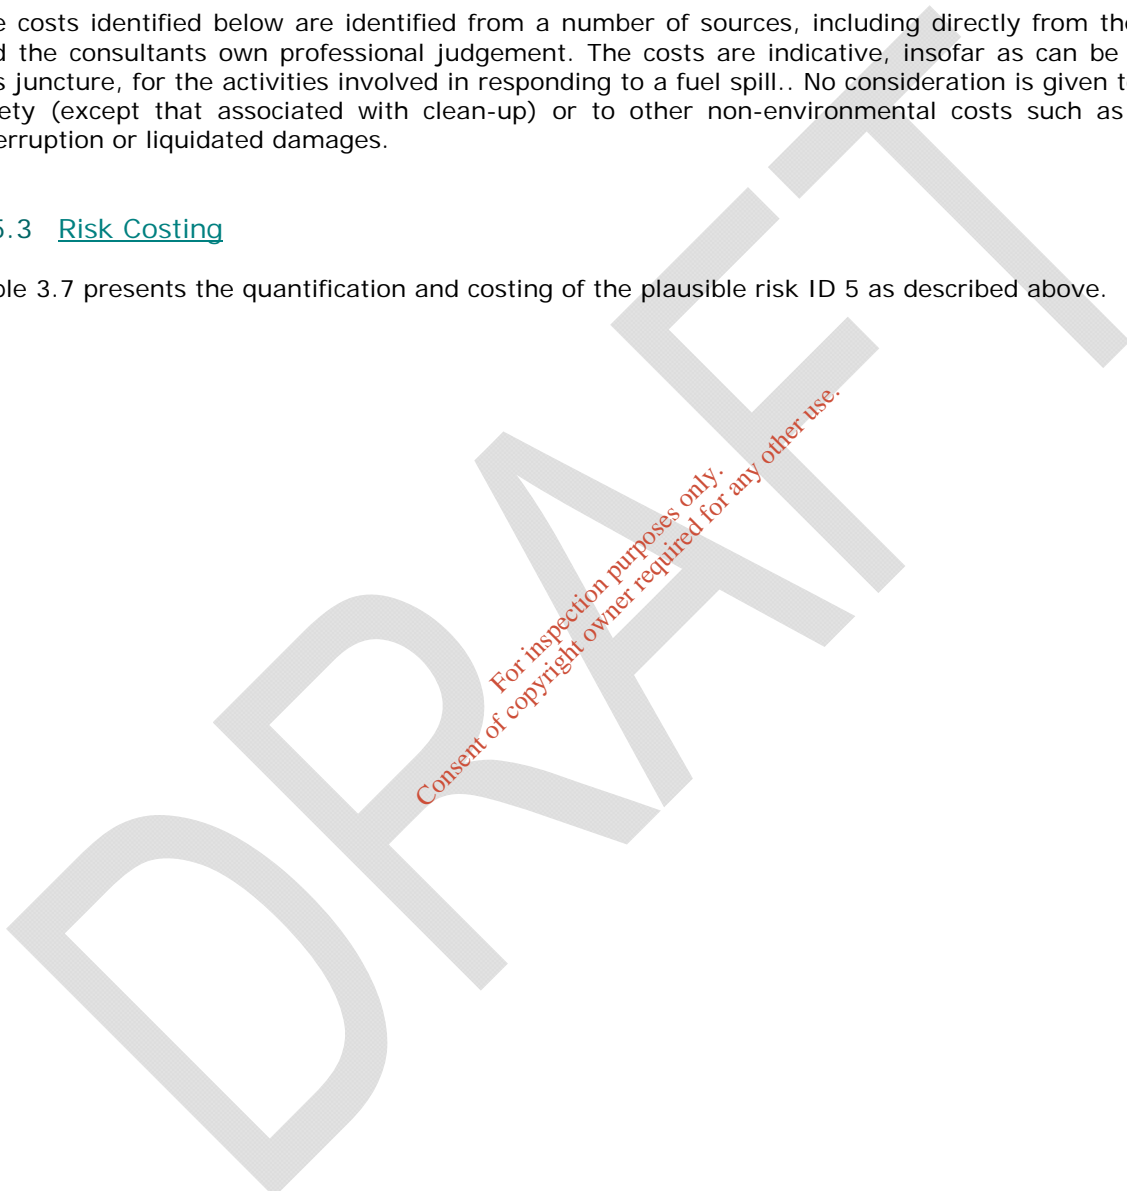 e costs identified below are identified from a number of sources, including directly from the
d the consultants own professional judgement. The costs are indicative, insofar as can be
s juncture, for the activities involved in responding to a fuel spill.. No consideration is given t
ety (except that associated with clean-up) or to other non-environmental costs such as
erruption or liquidated damages.
5.3 Risk Costing
ble 3.7 presents the quantification and costing of the plausible risk ID 5 as described above.
For inspection purposes only.
Consent of copyright owner required for any other use.
DRAFT